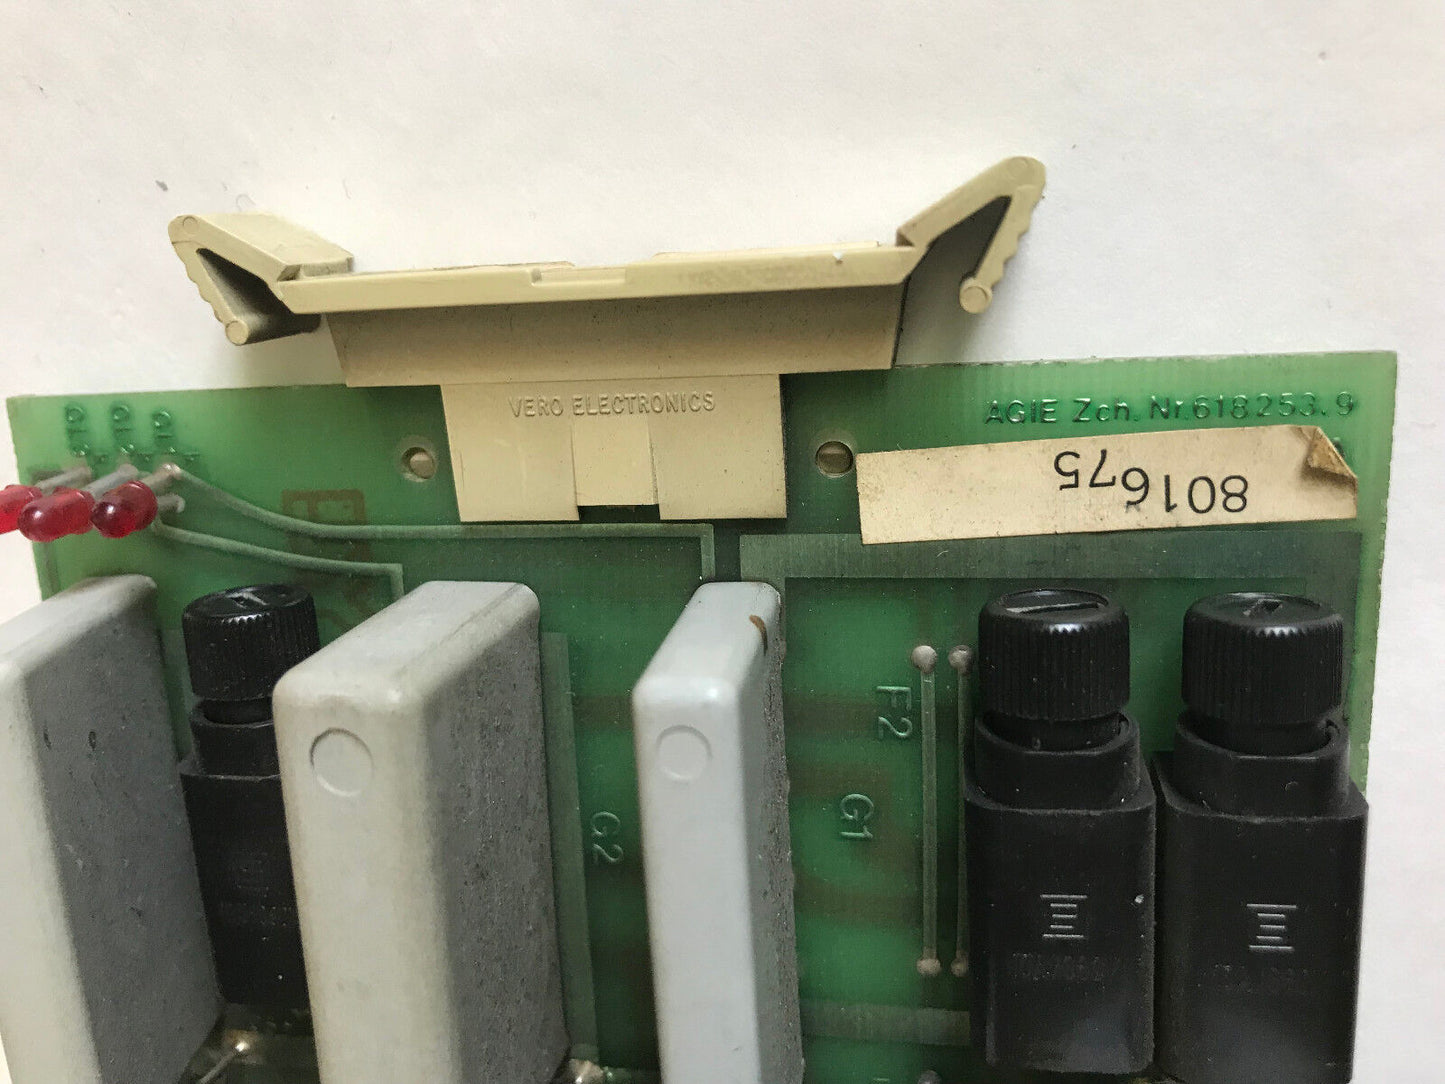 VERO ELECTRONICS
AGIE Zch. Nr.618253.9
801675
F2
G1
G2